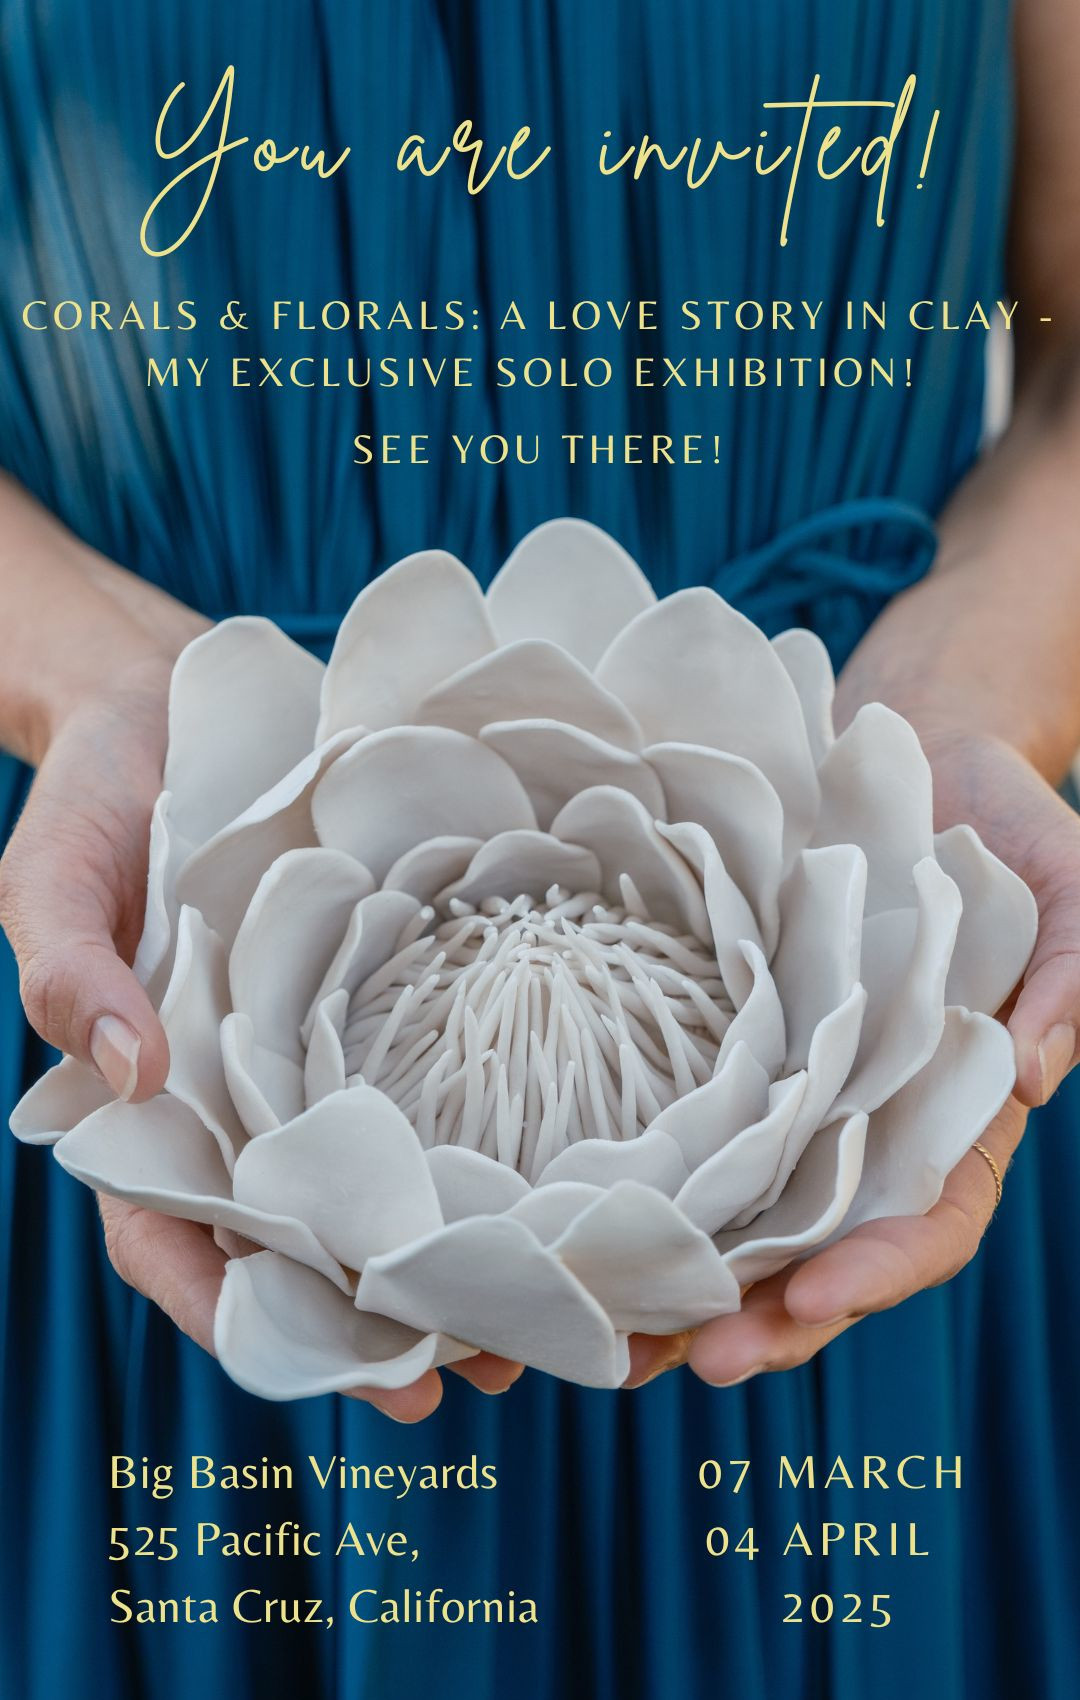 You are invited!
CORALS & FLORALS: A LOVE STORY IN CLAY -
MY EXCLUSIVE SOLO EXHIBITION!
SEE YOU THERE!
Big Basin Vineyards
525 Pacific Ave,
Santa Cruz, California
07 MARCH
04 APRIL
2025